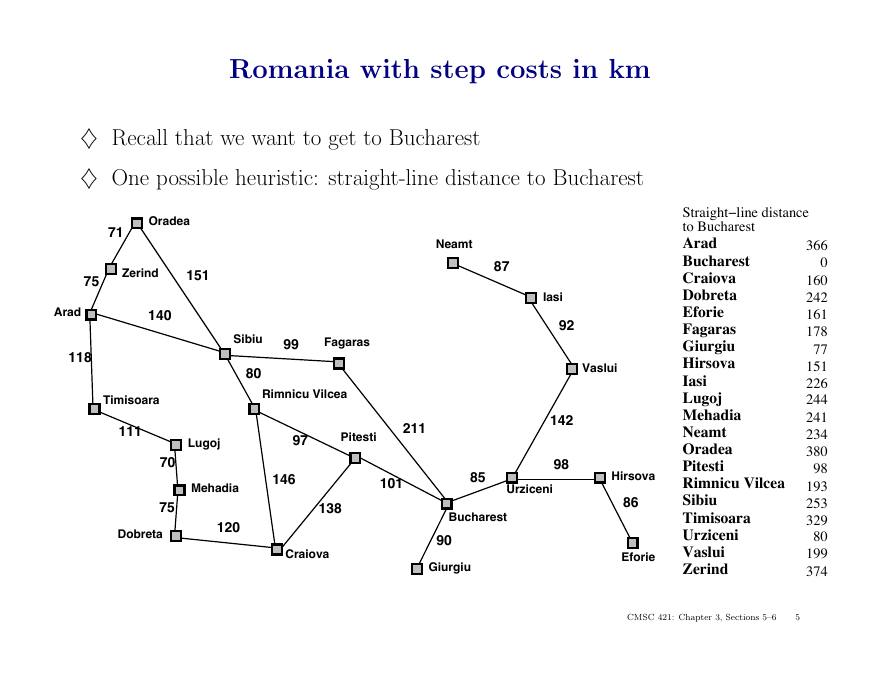 Romania with step costs in km
♢ Recall that we want to get to Bucharest
♢ One possible heuristic: straight-line distance to Bucharest
Oradea
71
Zerind
151
75
Arad
140
118
Sibiu
99
Fagaras
80
Rimnicu Vilcea
Timisoara
111
Lugoj
70
Mehadia
75
Dobreta
120
Craiova
146
97
Pitesti
138
101
211
Neamt
87
Iasi
92
Vaslui
142
98
Hirsova
85
Urziceni
86
Bucharest
90
Giurgiu
Eforie
Straight−line distance
to Bucharest
Arad 366
Bucharest 0
Craiova 160
Dobreta 242
Eforie 161
Fagaras 178
Giurgiu 77
Hirsova 151
Iasi 226
Lugoj 244
Mehadia 241
Neamt 234
Oradea 380
Pitesti 98
Rimnicu Vilcea 193
Sibiu 253
Timisoara 329
Urziceni 80
Vaslui 199
Zerind 374
CMSC 421: Chapter 3, Sections 5–6 5